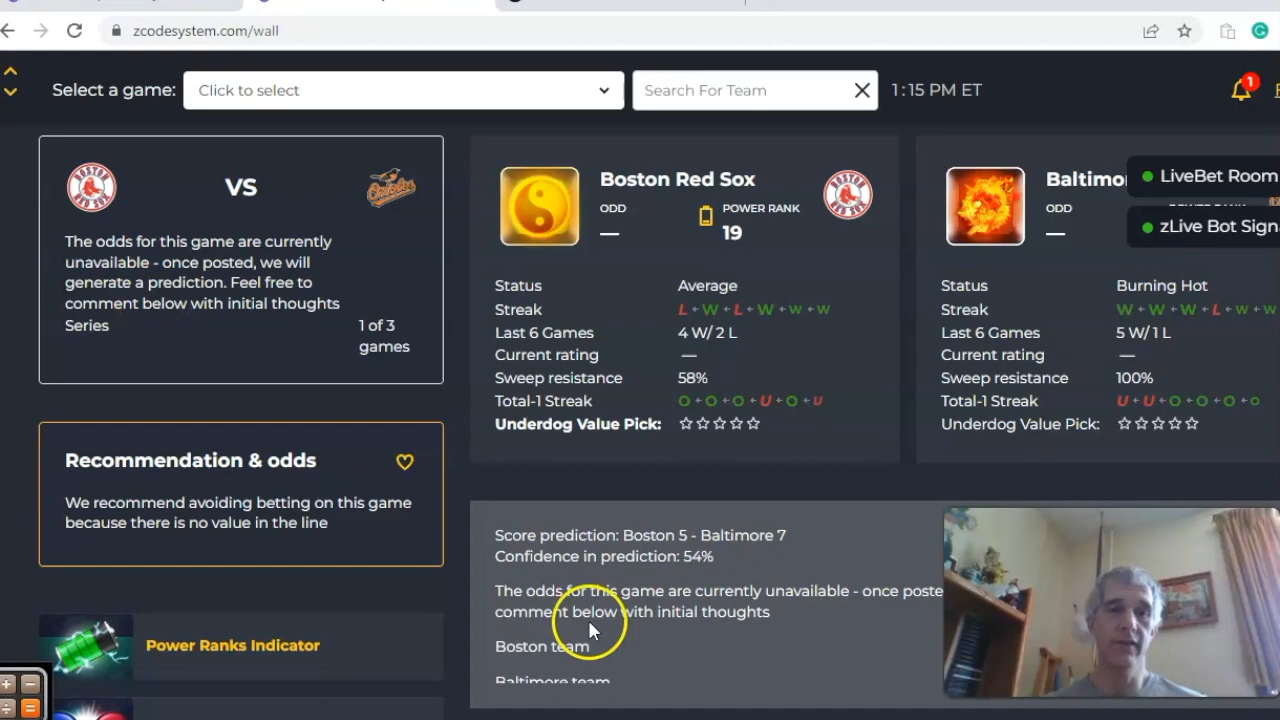 zcodesystem.com/wall
Select a game:
Click to select
Search For Team
1:15 PM ET
1
VS
The odds for this game are currently
unavailable - once posted, we will
generate a prediction. Feel free to
comment below with initial thoughts
Series
1 of 3
games
Recommendation & odds
We recommend avoiding betting on this game
because there is no value in the line
Power Ranks Indicator
Boston Red Sox
ODD
—
POWER RANK
19
Status Average
Streak L W L W W W
Last 6 Games 4 W/ 2 L
Current rating —
Sweep resistance 58%
Total-1 Streak O O O U O U
Underdog Value Pick:
Baltimo
ODD
—
Status Burning Hot
Streak W W W L W W
Last 6 Games 5 W/ 1 L
Current rating —
Sweep resistance 100%
Total-1 Streak U U O O O O
Underdog Value Pick:
LiveBet Room
zLive Bot Signa
Score prediction: Boston 5 - Baltimore 7
Confidence in prediction: 54%
The odds for this game are currently unavailable - once poste
comment below with initial thoughts
Boston team
Baltimore team